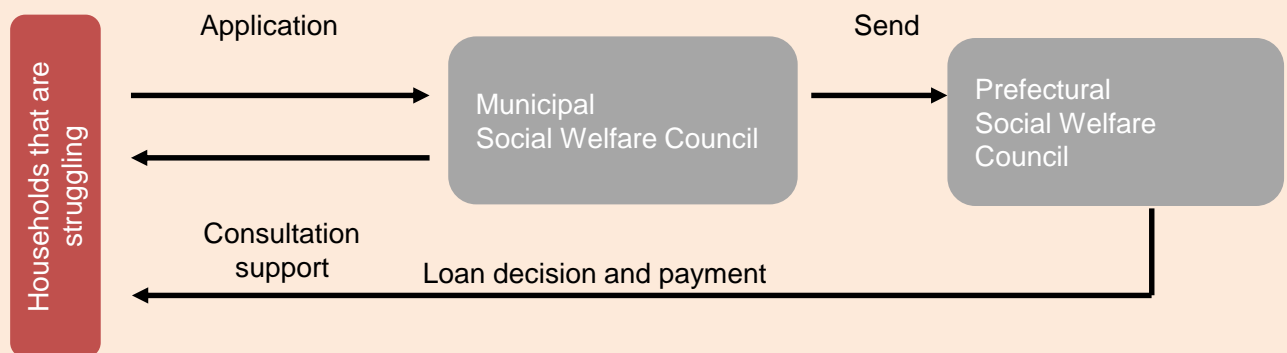 Application
Send
Households that are
struggling
Municipal
Social Welfare Council
Prefectural
Social Welfare
Council
Consultation
support
Loan decision and payment